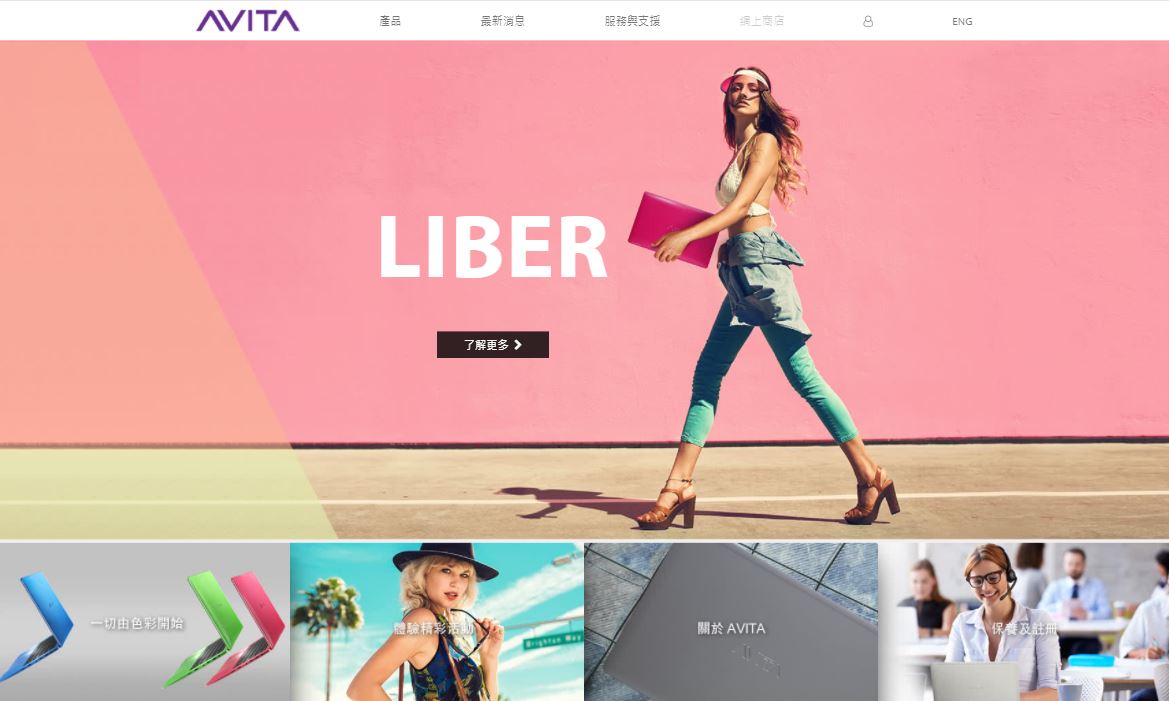 AVITA
產品
最新消息
服務與支援
網上商店
ENG
LIBER
了解更多
一切由色彩開始
體驗精彩活動
Brighton Way
關於 AVITA
AVITA
保養及註冊